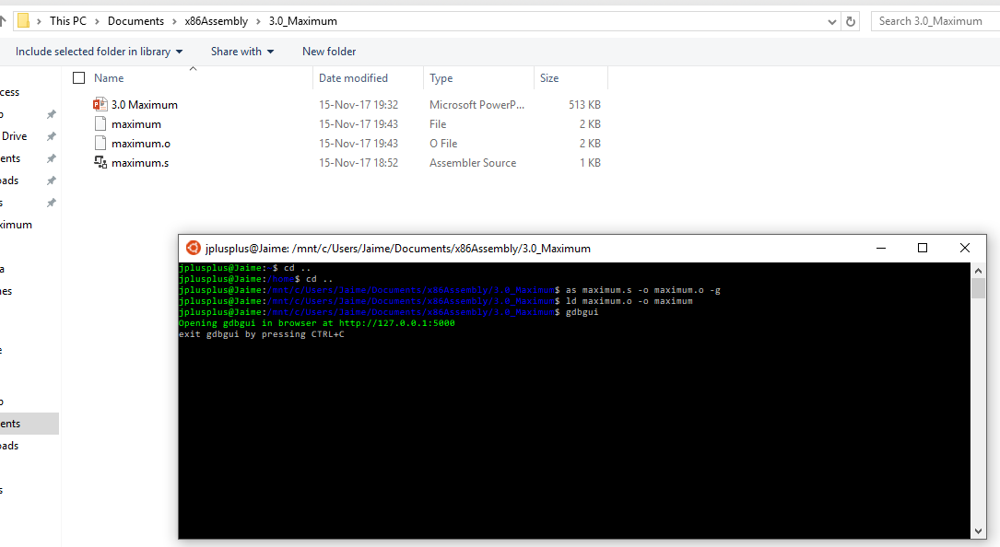 This PC > Documents > x86Assembly > 3.0_Maximum
Search 3.0_Maximum
Include selected folder in library Share with New folder
Name Date modified Type Size
3.0 Maximum 15-Nov-17 19:32 Microsoft PowerP... 513 KB
maximum 15-Nov-17 19:43 File 2 KB
maximum.o 15-Nov-17 19:43 O File 2 KB
maximum.s 15-Nov-17 18:52 Assembler Source 1 KB
cess
o
Drive
ents
oads
s
ximum
a
nes
e
o
ents
oads
s
jplusplus@Jaime: /mnt/c/Users/Jaime/Documents/x86Assembly/3.0_Maximum
jplusplus@Jaime:~$ cd ..
jplusplus@Jaime:/home$ cd ..
jplusplus@Jaime:/mnt/c/Users/Jaime/Documents/x86Assembly/3.0_Maximum$ as maximum.s -o maximum.o -g
jplusplus@Jaime:/mnt/c/Users/Jaime/Documents/x86Assembly/3.0_Maximum$ ld maximum.o -o maximum
jplusplus@Jaime:/mnt/c/Users/Jaime/Documents/x86Assembly/3.0_Maximum$ gdbgui
Opening gdbgui in browser at http://127.0.0.1:5000
exit gdbgui by pressing CTRL+C